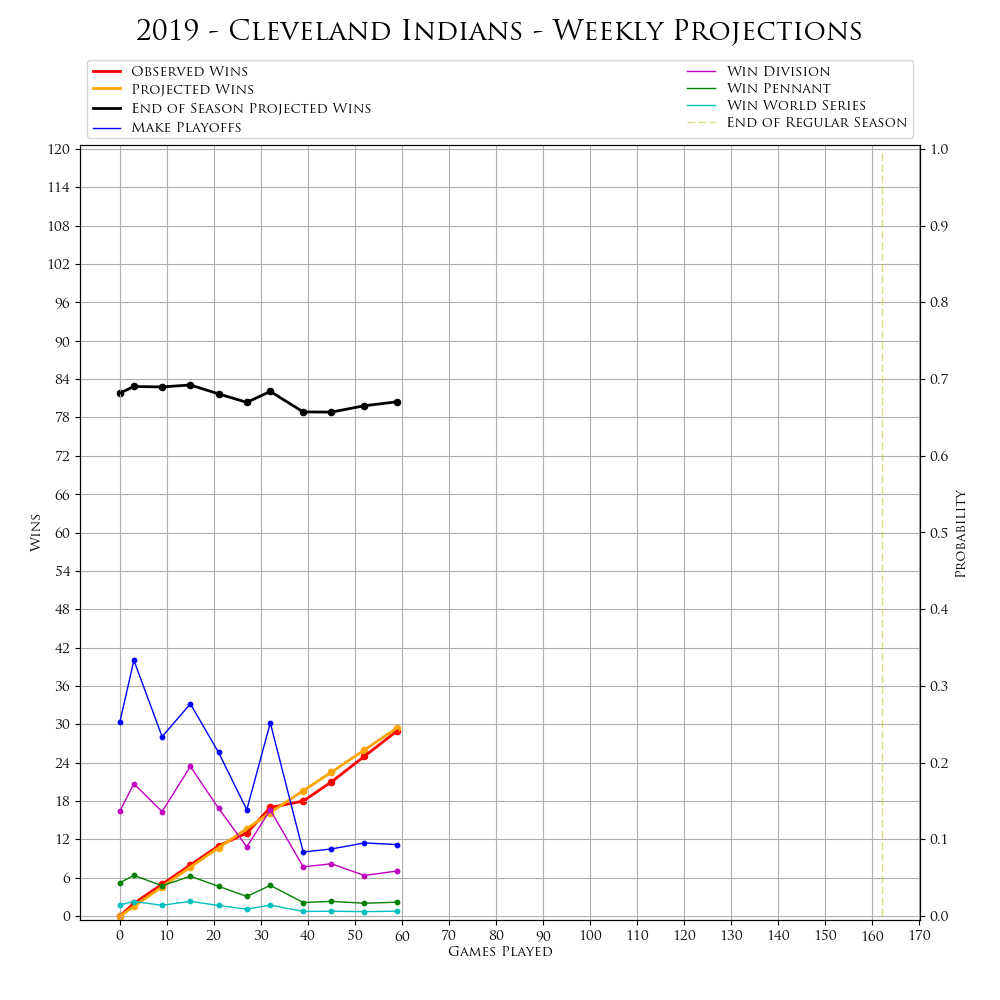 2019 - Cleveland Indians - Weekly Projections
Observed Wins
Projected Wins
End of Season Projected Wins
Make Playoffs
Win Division
Win Pennant
Win World Series
End of Regular Season
120
114
108
102
96
90
84
78
72
66
60
54
48
42
36
30
24
18
12
6
0
Wins
1.0
0.9
0.8
0.7
0.6
0.5
0.4
0.3
0.2
0.1
0.0
Probability
0 10 20 30 40 50 60 70 80 90 100 110 120 130 140 150 160 170
Games Played